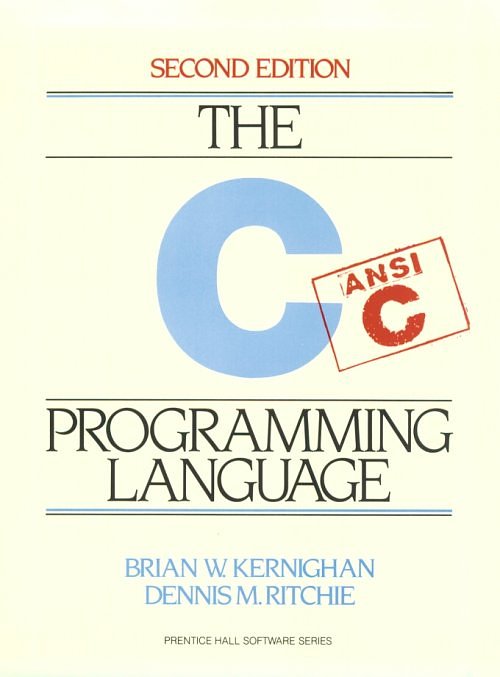 SECOND EDITION
THE
C
ANSI
C
PROGRAMMING
LANGUAGE
BRIAN W. KERNIGHAN
DENNIS M. RITCHIE
PRENTICE HALL SOFTWARE SERIES